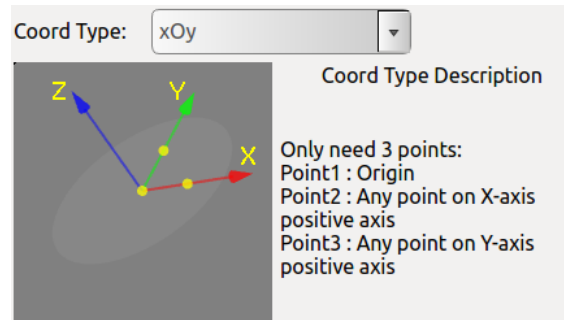 Coord Type: xOy
Z
Y
X
Coord Type Description
Only need 3 points:
Point1 : Origin
Point2 : Any point on X-axis
positive axis
Point3 : Any point on Y-axis
positive axis